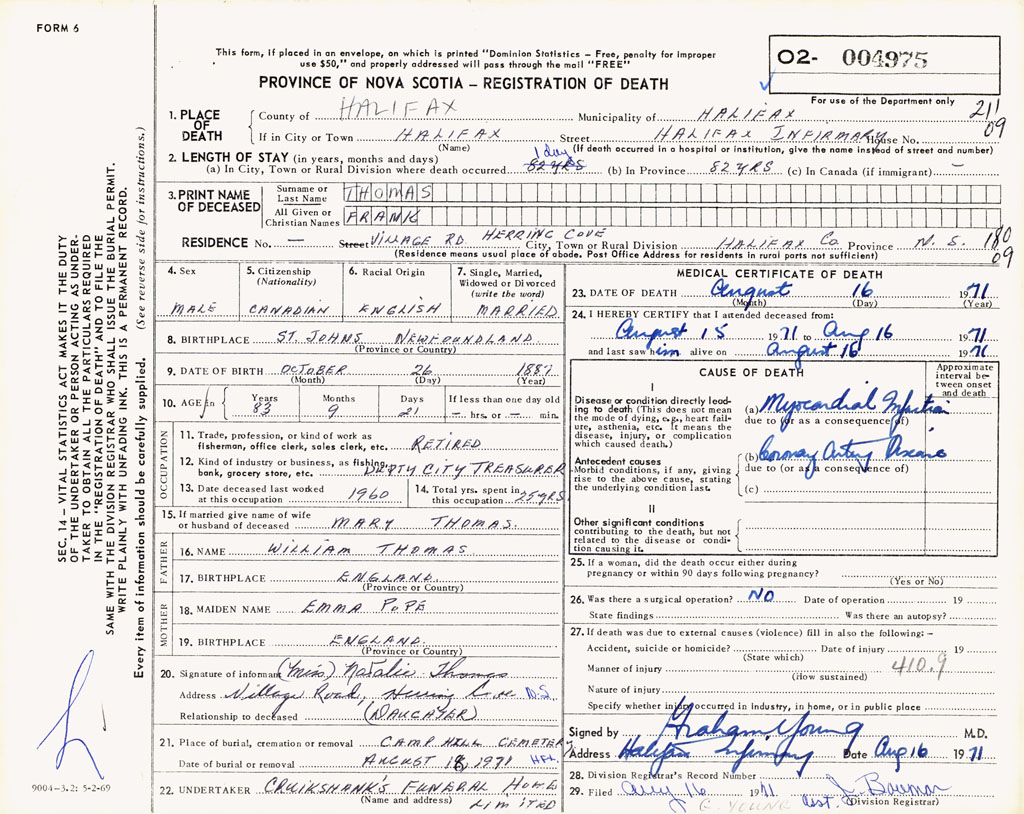 FORM 6
This form, if placed in an envelope, on which is printed "Dominion Statistics – Free, penalty for improper
use $50," and properly addressed will pass through the mail "FREE"
O2- 004975
PROVINCE OF NOVA SCOTIA – REGISTRATION OF DEATH
For use of the Department only
211
09
1. PLACE OF DEATH
County of HALIFAX Municipality of HALIFAX
If in City or Town HALIFAX Street HALIFAX INFIRMARY House No.
(Name) (If death occurred in a hospital or institution, give the name instead of street and number)
2. LENGTH OF STAY (in years, months and days)
(a) In City, Town or Rural Division where death occurred 82 YRS 1 day (b) In Province 82 YRS (c) In Canada (if immigrant) –
3. PRINT NAME OF DECEASED
Surname or Last Name THOMAS
All Given or Christian Names FRANK
RESIDENCE No. – Street VILLAGE RD HERRING COVE City, Town or Rural Division HALIFAX Co. Province N. S. 180
09
(Residence means usual place of abode. Post Office Address for residents in rural parts not sufficient)
4. Sex MALE
5. Citizenship (Nationality) CANADIAN
6. Racial Origin ENGLISH
7. Single, Married, Widowed or Divorced (write the word) MARRIED
8. BIRTHPLACE ST. JOHNS NEWFOUNDLAND
(Province or Country)
9. DATE OF BIRTH OCTOBER 26 1887
(Month) (Day) (Year)
10. AGE in Years 83 Months 9 Days 21 If less than one day old – hrs. or – min.
OCCUPATION
11. Trade, profession, or kind of work as
fisherman, office clerk, sales clerk, etc. RETIRED
12. Kind of industry or business, as fishing,
bank, grocery store, etc. DEPTY CITY TREASURER
13. Date deceased last worked
at this occupation 1960
14. Total yrs. spent in
this occupation 25 YRS
15. If married give name of wife
or husband of deceased MARY THOMAS.
FATHER
16. NAME WILLIAM THOMAS
17. BIRTHPLACE ENGLAND.
(Province or Country)
MOTHER
18. MAIDEN NAME EMMA POPE
19. BIRTHPLACE ENGLAND.
(Province or Country)
20. Signature of informant (Miss) Natalie Thomas
Address Village Road, Herring Cove N.S.
Relationship to deceased (DAUGHTER)
21. Place of burial, cremation or removal CAMP HILL CEMETERY
Date of burial or removal AUGUST 18, 1971 HFX.
22. UNDERTAKER CRUIKSHANK'S FUNERAL HOME
(Name and address) LIMITED
MEDICAL CERTIFICATE OF DEATH
23. DATE OF DEATH August 16 1971
(Month) (Day) (Year)
24. I HEREBY CERTIFY that I attended deceased from:
August 15 1971 to Aug 16 1971
and last saw him alive on August 16 1971
CAUSE OF DEATH
Approximate interval between onset and death
I
Disease or condition directly leading to death (This does not mean the mode of dying, e.g., heart failure, asthenia, etc. It means the disease, injury, or complication which caused death.)
(a) Myocardial Infarction
due to (or as a consequence of)
Antecedent causes
Morbid conditions, if any, giving rise to the above cause, stating the underlying condition last.
(b) Coronary Artery Disease
due to (or as a consequence of)
(c)
II
Other significant conditions
contributing to the death, but not related to the disease or condition causing it.
25. If a woman, did the death occur either during
pregnancy or within 90 days following pregnancy?
(Yes or No)
26. Was there a surgical operation? NO Date of operation 19
State findings Was there an autopsy?
27. If death was due to external causes (violence) fill in also the following: –
Accident, suicide or homicide? Date of injury 19
(State which)
Manner of injury 410.9
(How sustained)
Nature of injury
Specify whether injury occurred in industry, in home, or in public place
Signed by Graham Young M.D.
Address Halifax Infirmary Date Aug 16 1971
28. Division Registrar's Record Number
29. Filed Aug 16 1971 J. Bauman
G. YOUNG asst. Division Registrar)
SEC. 14 – VITAL STATISTICS ACT MAKES IT THE DUTY
OF THE UNDERTAKER OR PERSON ACTING AS UNDER-
TAKER TO OBTAIN ALL THE PARTICULARS REQUIRED
IN THE "REGISTRATION OF DEATH" AND TO FILE THE
SAME WITH THE DIVISION REGISTRAR WHO SHALL ISSUE THE BURIAL PERMIT.
WRITE PLAINLY WITH UNFADING INK. THIS IS A PERMANENT RECORD.
Every item of information should be carefully supplied. (See reverse side for instructions.)
9004-3.2: 5-2-69